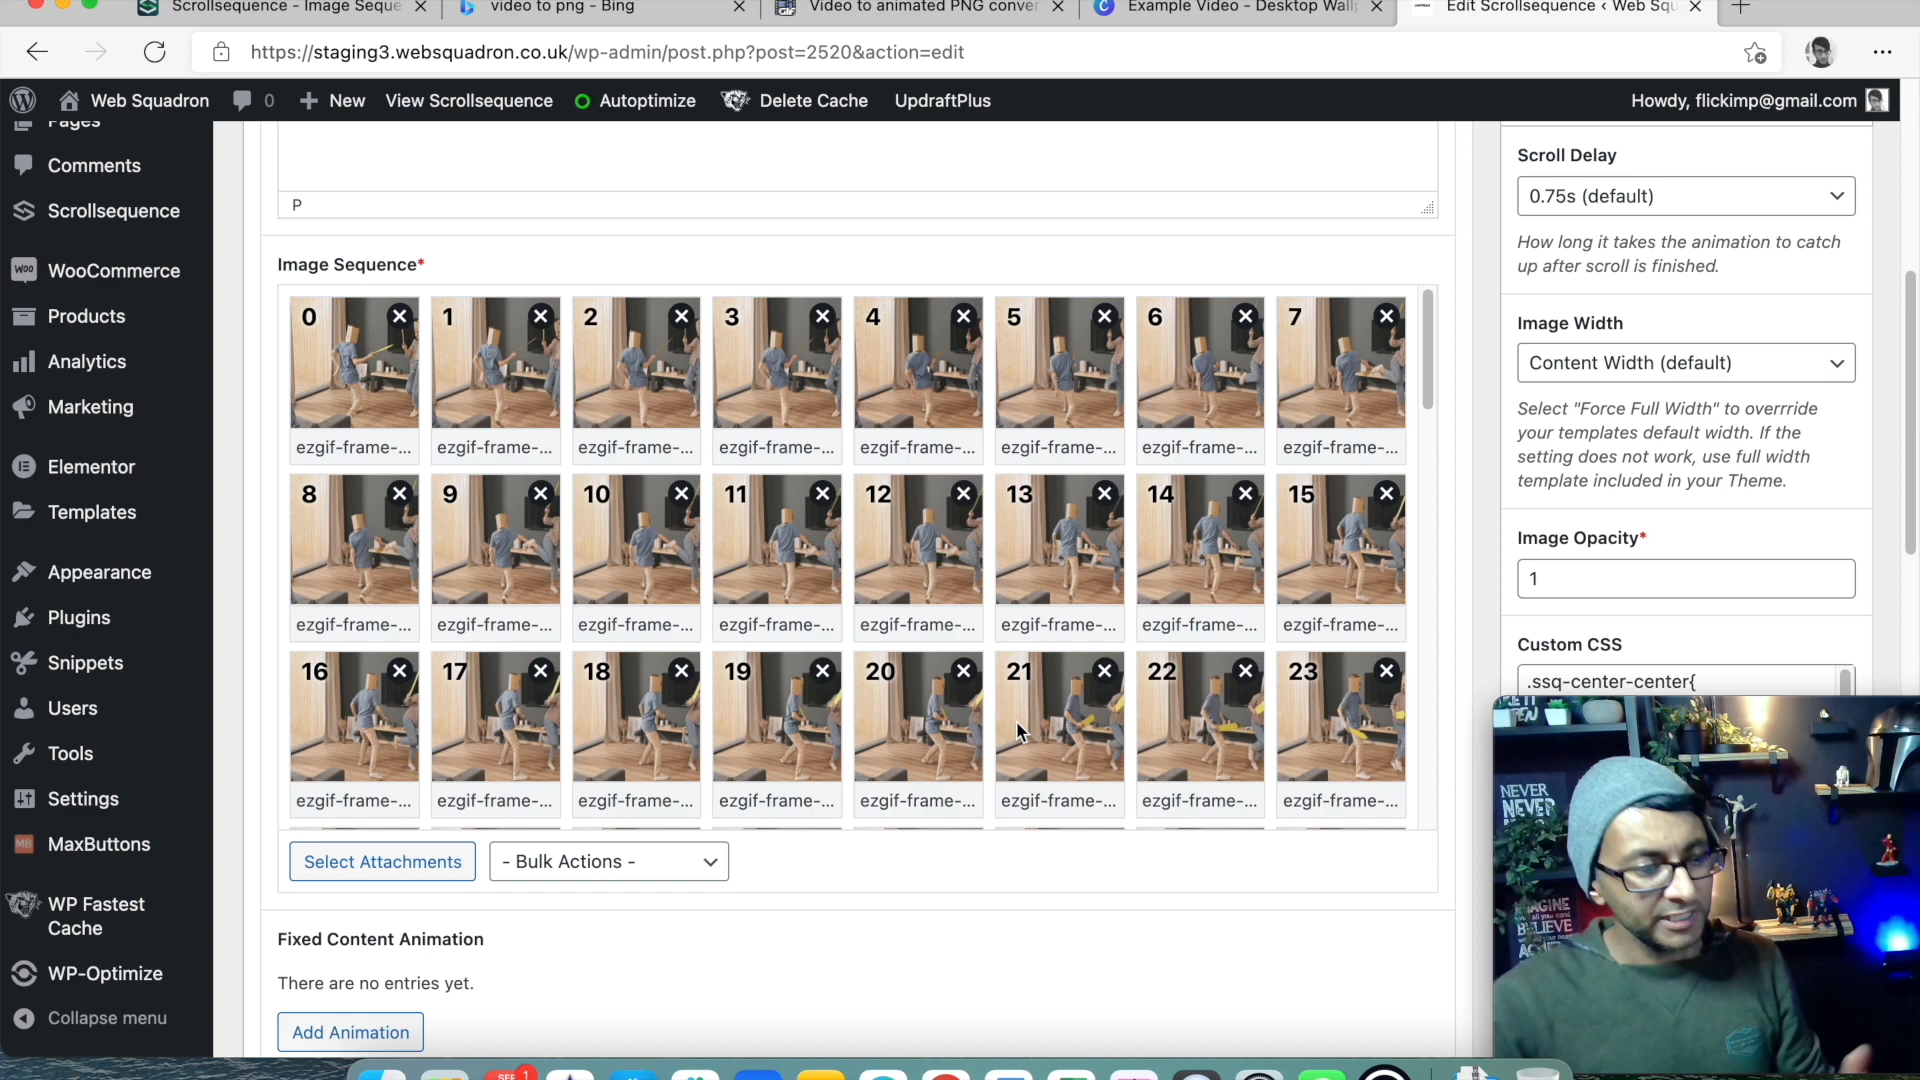 Scrollsequence - Image Seque
video to png - Bing
Video to animated PNG conver
Example Video - Desktop Wallp
Edit Scrollsequence ‹ Web Squ
https://staging3.websquadron.co.uk/wp-admin/post.php?post=2520&action=edit
Web Squadron
0
New
View Scrollsequence
Autoptimize
Delete Cache
UpdraftPlus
Howdy, flickimp@gmail.com
Pages
Comments
Scrollsequence
WooCommerce
Products
Analytics
Marketing
Elementor
Templates
Appearance
Plugins
Snippets
Users
Tools
Settings
MaxButtons
WP Fastest
Cache
WP-Optimize
Collapse menu
P
Image Sequence*
0 1 2 3 4 5 6 7
ezgif-frame-... ezgif-frame-... ezgif-frame-... ezgif-frame-... ezgif-frame-... ezgif-frame-... ezgif-frame-... ezgif-frame-...
8 9 10 11 12 13 14 15
ezgif-frame-... ezgif-frame-... ezgif-frame-... ezgif-frame-... ezgif-frame-... ezgif-frame-... ezgif-frame-... ezgif-frame-...
16 17 18 19 20 21 22 23
ezgif-frame-... ezgif-frame-... ezgif-frame-... ezgif-frame-... ezgif-frame-... ezgif-frame-... ezgif-frame-... ezgif-frame-...
Select Attachments
- Bulk Actions -
Fixed Content Animation
There are no entries yet.
Add Animation
Scroll Delay
0.75s (default)
How long it takes the animation to catch
up after scroll is finished.
Image Width
Content Width (default)
Select "Force Full Width" to overrride
your templates default width. If the
setting does not work, use full width
template included in your Theme.
Image Opacity*
1
Custom CSS
.ssq-center-center{
NEVER
NEVER
IMAGINE
BELIEVE
SEP
1